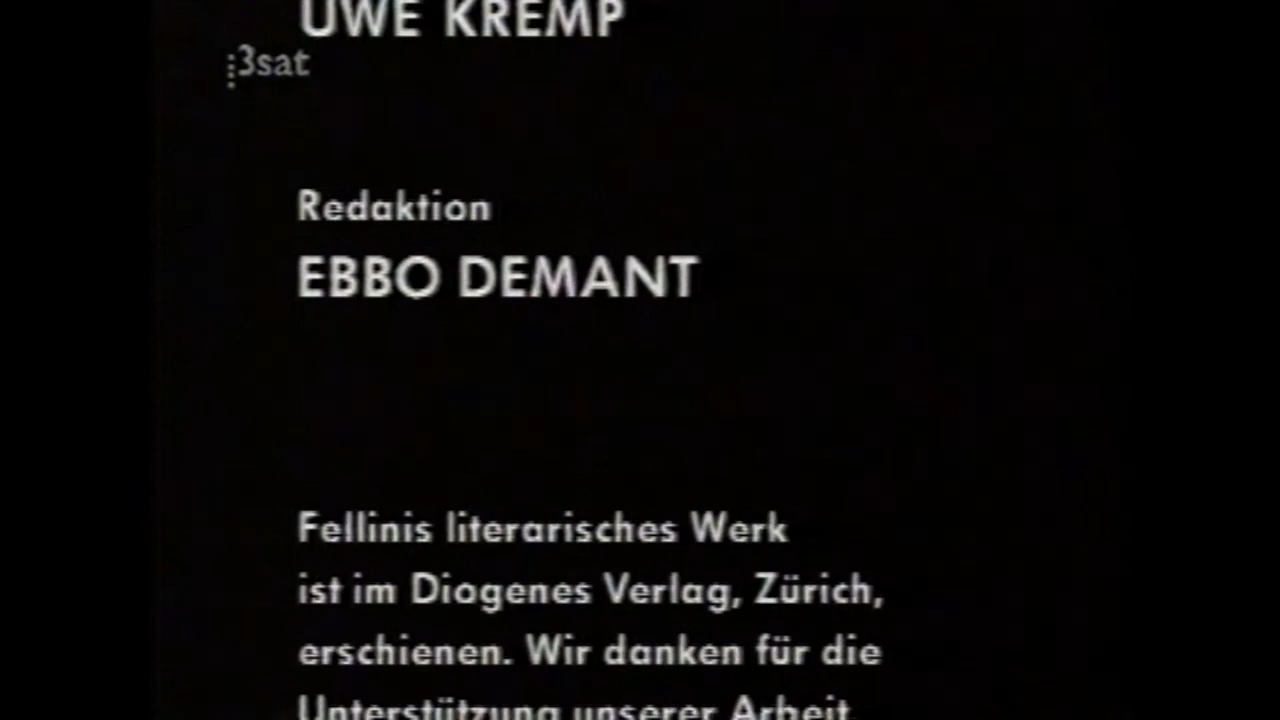 UWE KREMP
3sat
Redaktion
EBBO DEMANT
Fellinis literarisches Werk
ist im Diogenes Verlag, Zürich,
erschienen. Wir danken für die
Unterstützung unserer Arbeit